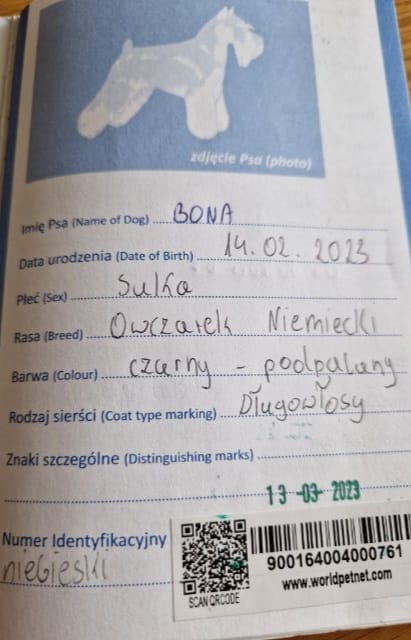 zdjęcie Psa (photo)
Imię Psa (Name of Dog) BONA
Data urodzenia (Date of Birth) 14.02.2023
Płeć (Sex) Sulka
Rasa (Breed) Owczarek Niemiecki
Barwa (Colour) czarny - podpalany
Rodzaj sierści (Coat type marking) Długowłosy
Znaki szczególne (Distinguishing marks)
13 -03- 2023
Numer Identyfikacyjny
niebieski
900164004000761
www.worldpetnet.com
SCAN QRCODE